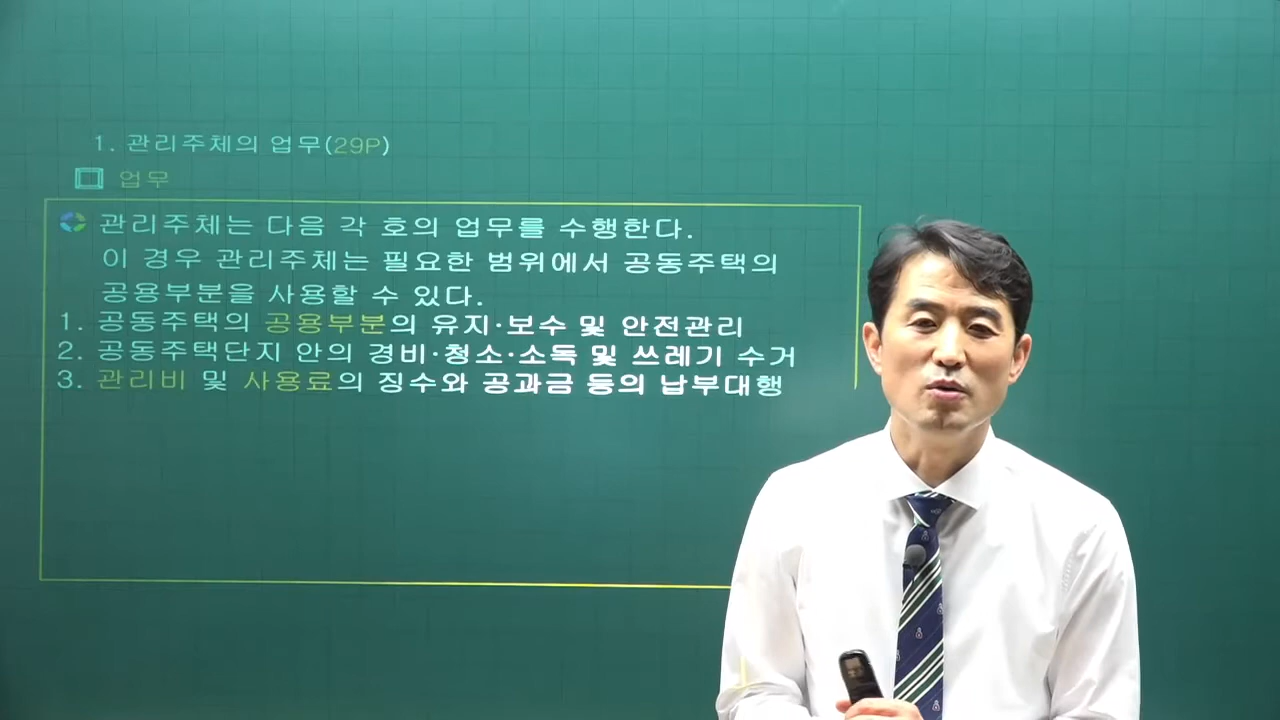 1. 관리주체의 업무(29P)
업무
관리주체는 다음 각 호의 업무를 수행한다.
이 경우 관리주체는 필요한 범위에서 공동주택의
공용부분을 사용할 수 있다.
1. 공동주택의 공용부분의 유지·보수 및 안전관리
2. 공동주택단지 안의 경비·청소·소독 및 쓰레기 수거
3. 관리비 및 사용료의 징수와 공과금 등의 납부대행